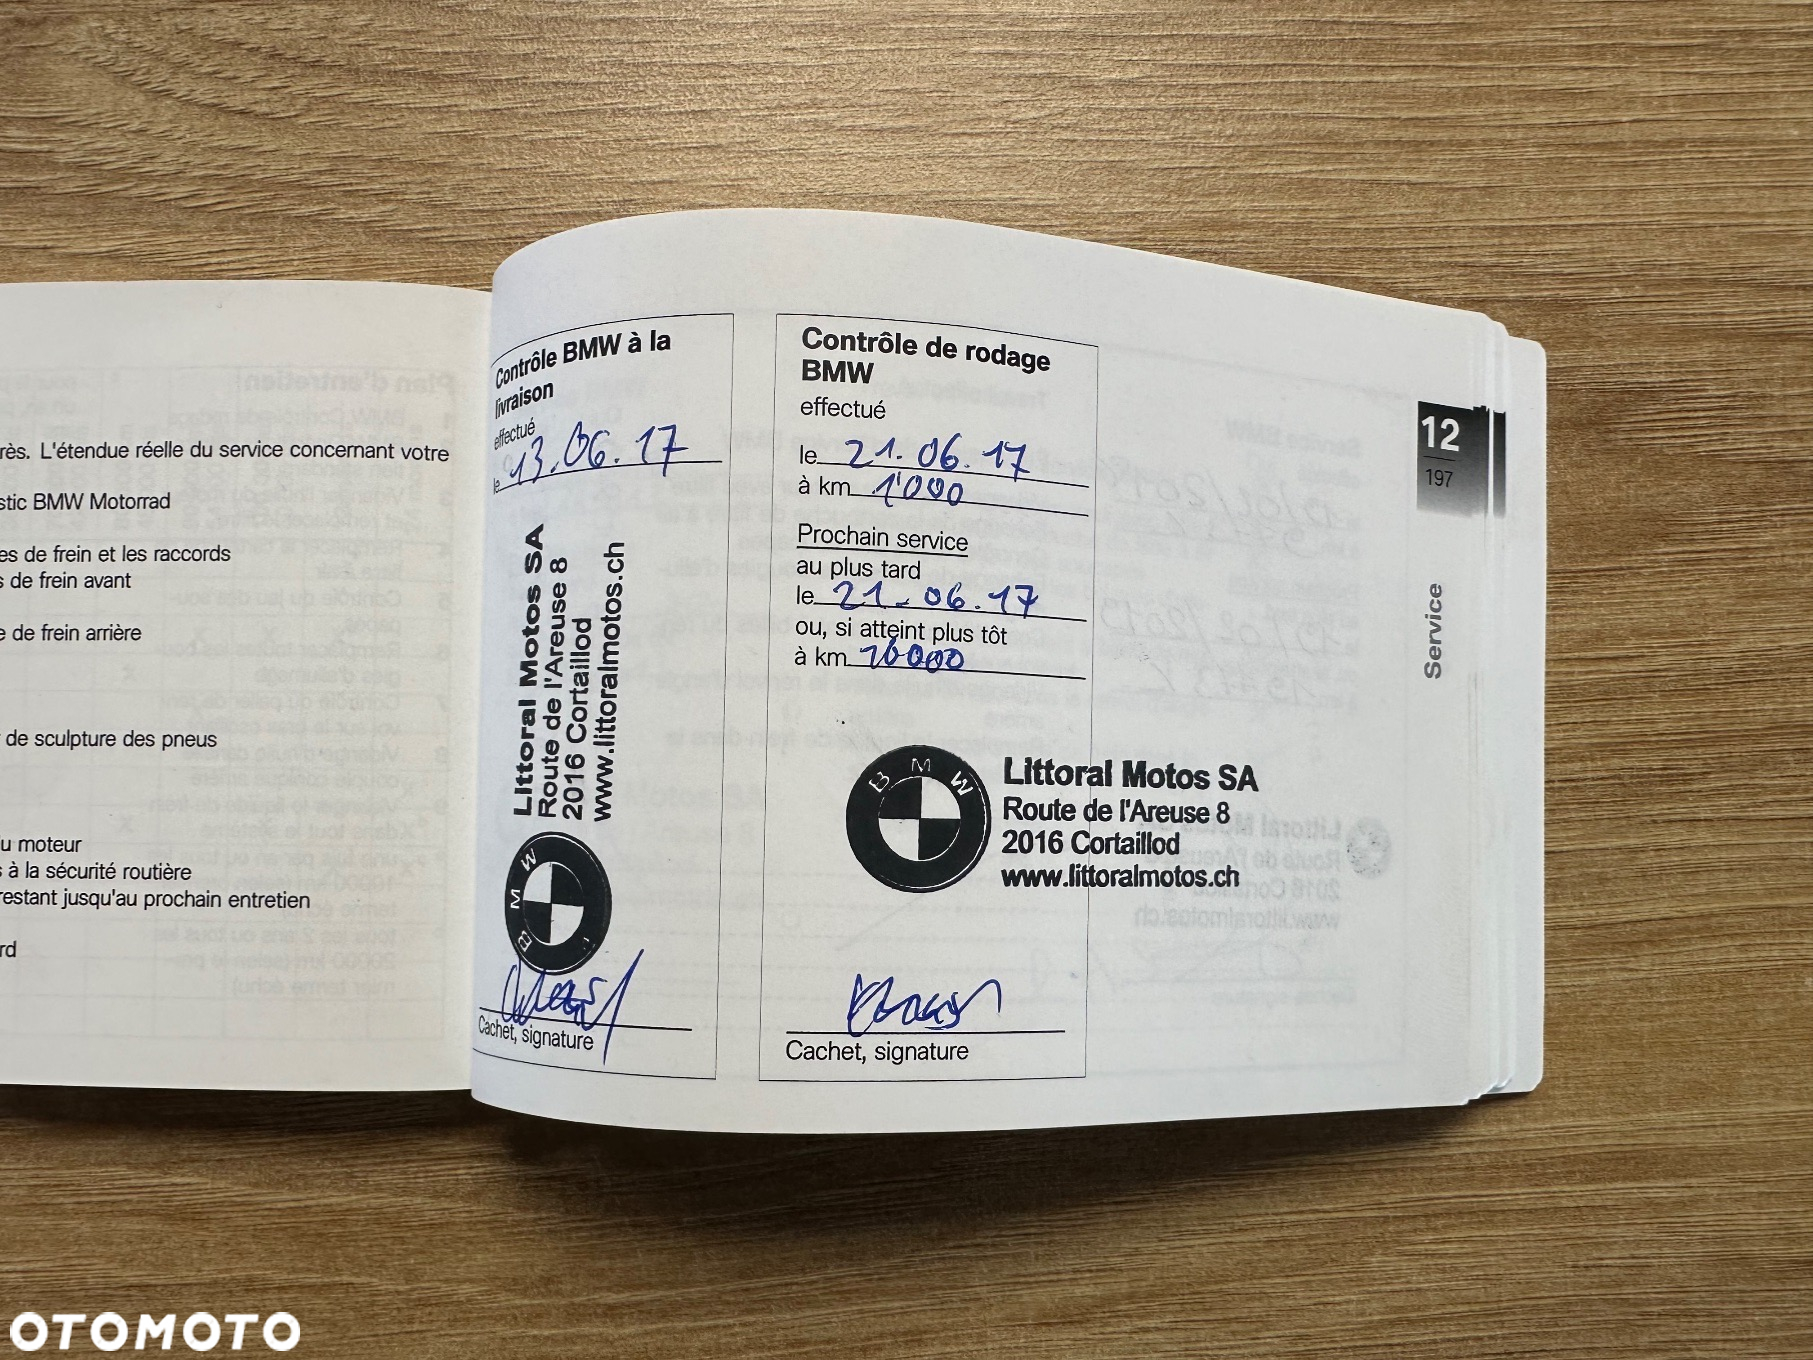 rès. L'étendue réelle du service concernant votre
stic BMW Motorrad
es de frein et les raccords
s de frein avant
e de frein arrière
r de sculpture des pneus
u moteur
s à la sécurité routière
restant jusqu'au prochain entretien
rd
Contrôle BMW à la
livraison
effectué
le 13.06.17
Littoral Motos SA
Route de l'Areuse 8
2016 Cortaillod
www.littoralmotos.ch
BMW
Cachet, signature
Contrôle de rodage
BMW
effectué
le 21.06.17
à km 1'000
Prochain service
au plus tard
le 21.06.17
ou, si atteint plus tôt
à km 10000
BMW
Littoral Motos SA
Route de l'Areuse 8
2016 Cortaillod
www.littoralmotos.ch
Cachet, signature
12
197
Service
OTOMOTO